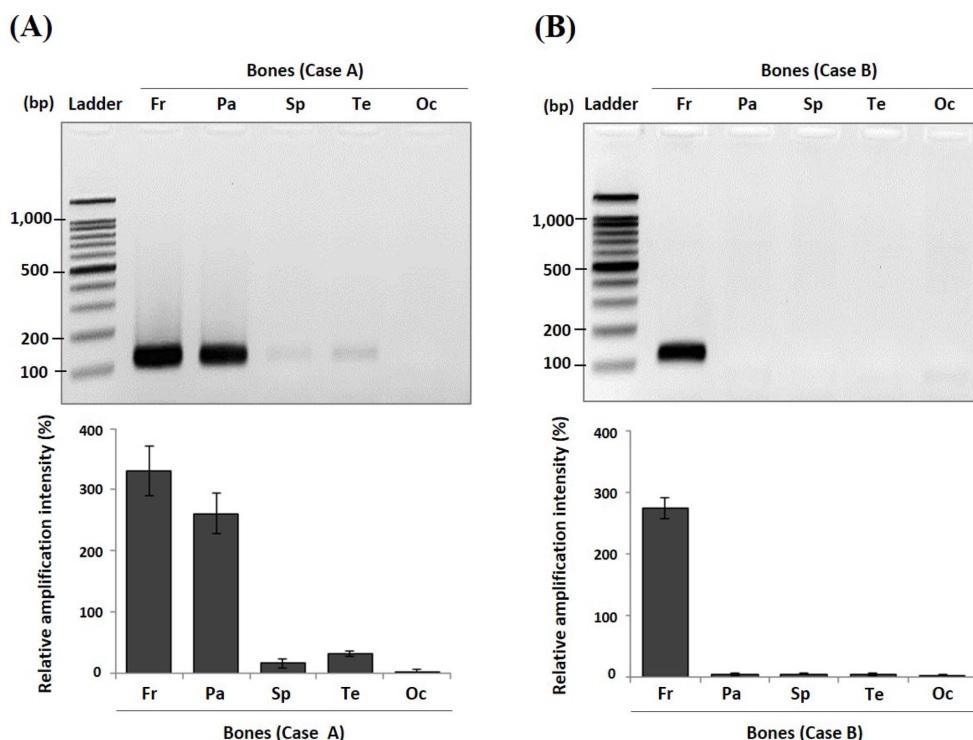 (A)
Bones (Case A)
(bp) Ladder Fr Pa Sp Te Oc
1,000
500
200
100
Relative amplification intensity (%)
400
300
200
100
0
Fr Pa Sp Te Oc
Bones (Case A)
(B)
Bones (Case B)
(bp) Ladder Fr Pa Sp Te Oc
1,000
500
200
100
Relative amplification intensity (%)
400
300
200
100
0
Fr Pa Sp Te Oc
Bones (Case B)